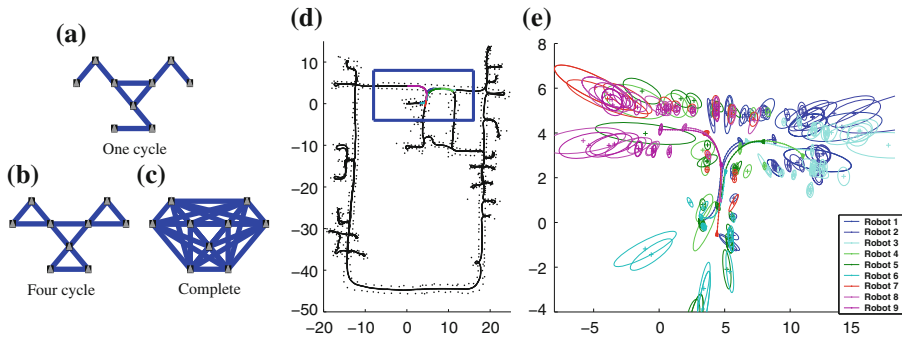 (a)
One cycle
(b)
Four cycle
(c)
Complete
(d)
10
0
−10
−20
−30
−40
−50
−20 −10 0 10 20
(e)
8
6
4
2
0
−2
−4
−5 0 5 10 15
Robot 1
Robot 2
Robot 3
Robot 4
Robot 5
Robot 6
Robot 7
Robot 8
Robot 9